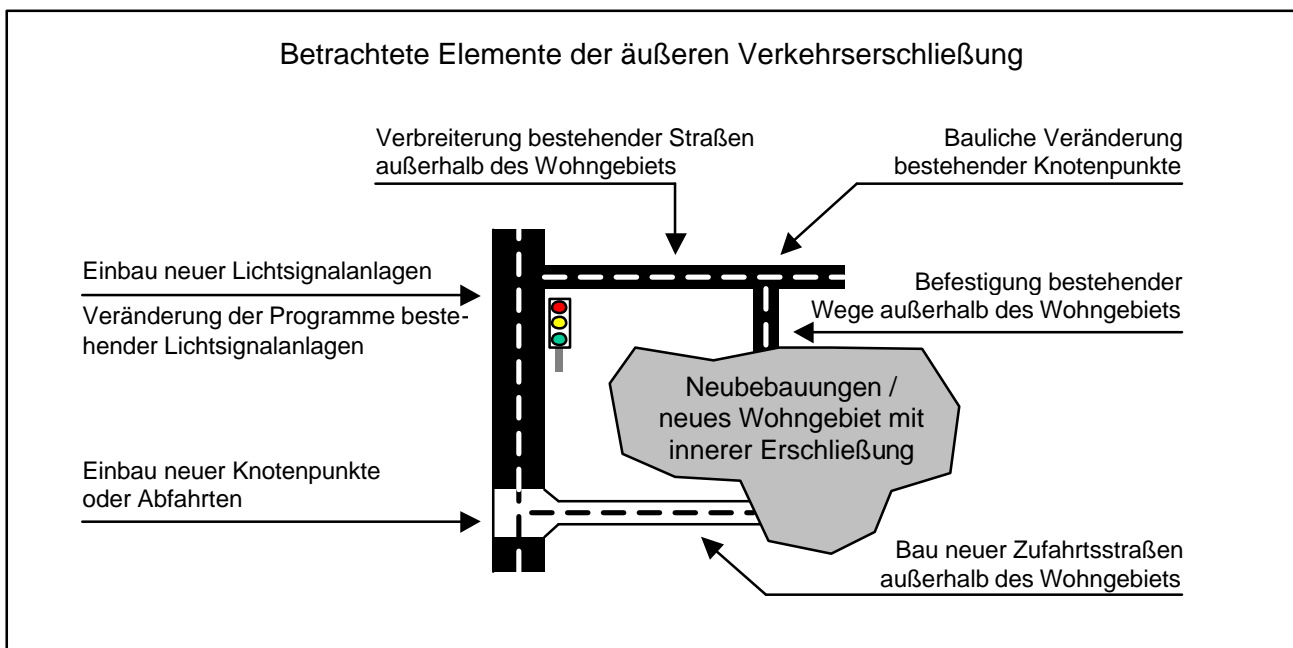 Betrachtete Elemente der äußeren Verkehrserschließung
Verbreiterung bestehender Straßen
außerhalb des Wohngebiets
Bauliche Veränderung
bestehender Knotenpunkte
Einbau neuer Lichtsignalanlagen
Veränderung der Programme beste-
hender Lichtsignalanlagen
Befestigung bestehender
Wege außerhalb des Wohngebiets
Neubebauungen /
neues Wohngebiet mit
innerer Erschließung
Einbau neuer Knotenpunkte
oder Abfahrten
Bau neuer Zufahrtsstraßen
außerhalb des Wohngebiets